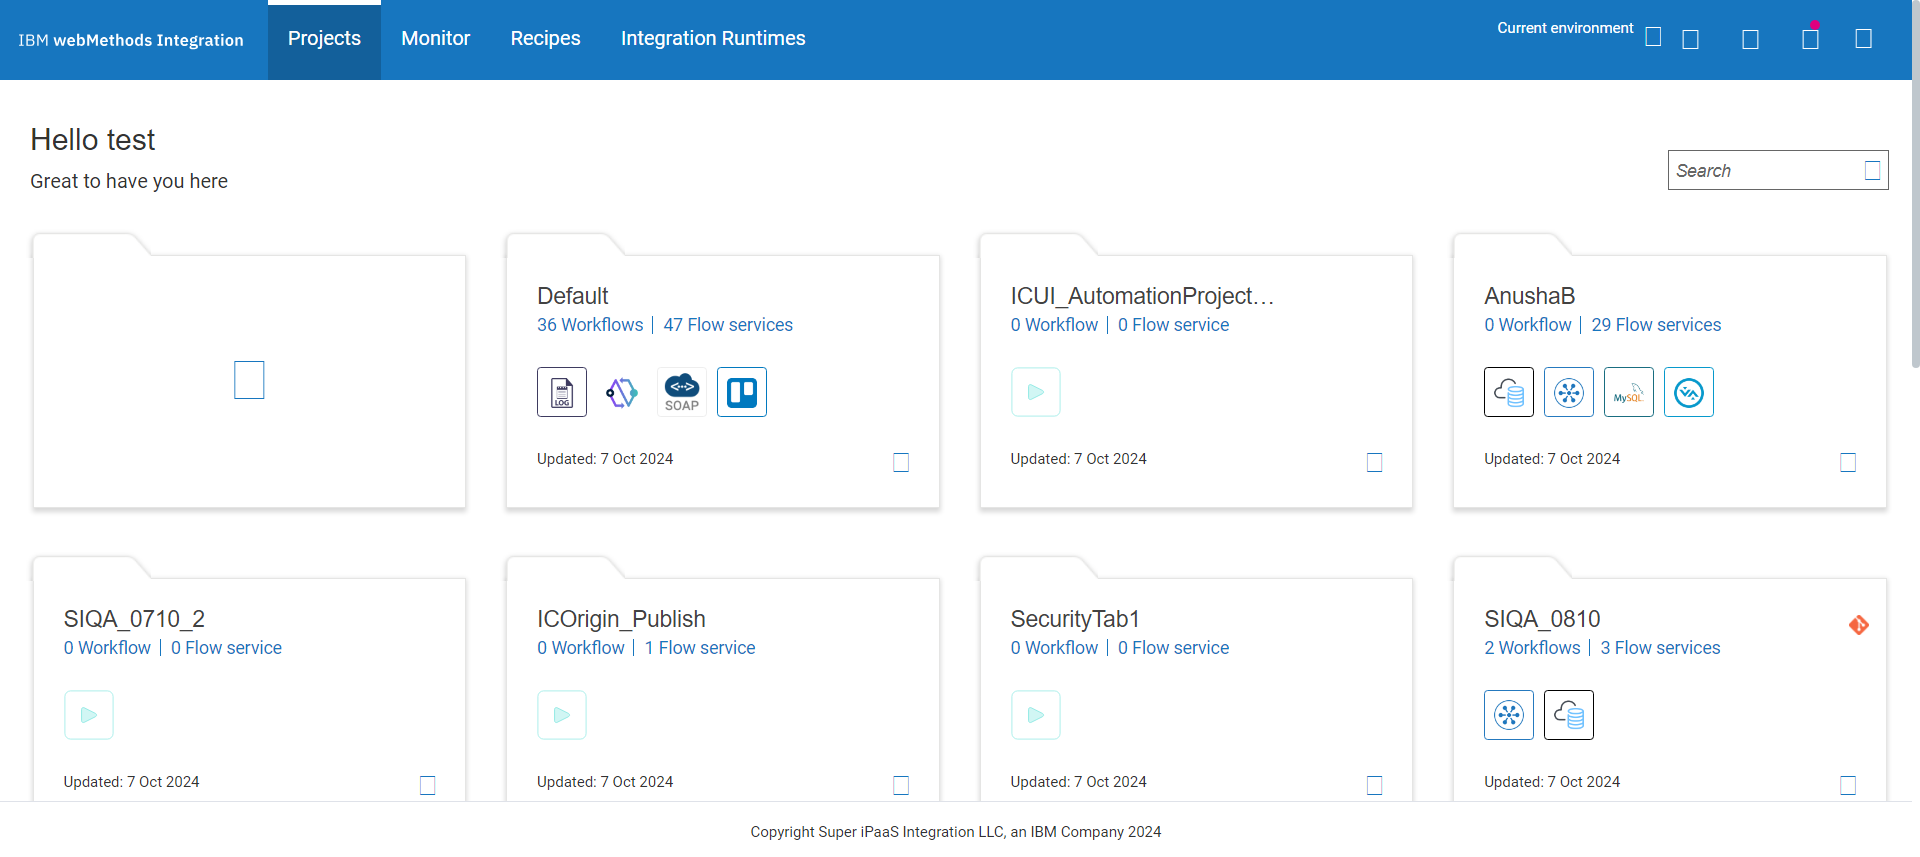 IBM webMethods Integration
Projects
Monitor
Recipes
Integration Runtimes
Current environment
Hello test
Great to have you here
Search
Default
36 Workflows | 47 Flow services
LOG
SOAP
Updated: 7 Oct 2024
ICUI_AutomationProject...
0 Workflow | 0 Flow service
Updated: 7 Oct 2024
AnushaB
0 Workflow | 29 Flow services
MySQL
Updated: 7 Oct 2024
SIQA_0710_2
0 Workflow | 0 Flow service
Updated: 7 Oct 2024
ICOrigin_Publish
0 Workflow | 1 Flow service
Updated: 7 Oct 2024
SecurityTab1
0 Workflow | 0 Flow service
Updated: 7 Oct 2024
SIQA_0810
2 Workflows | 3 Flow services
Updated: 7 Oct 2024
Copyright Super iPaaS Integration LLC, an IBM Company 2024